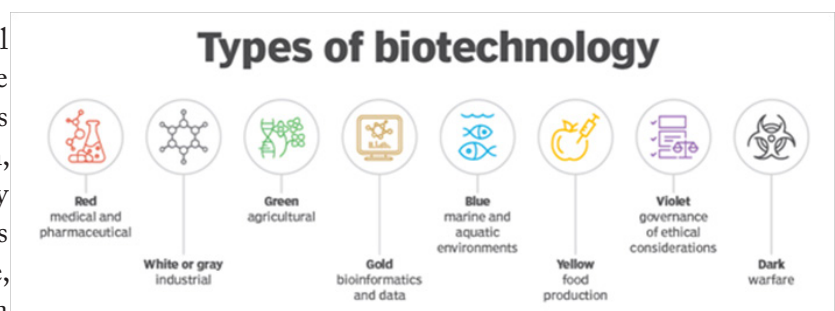 Types of biotechnology
Red
medical and
pharmaceutical
White or gray
industrial
Green
agricultural
Gold
bioinformatics
and data
Blue
marine and
aquatic
environments
Yellow
food
production
Violet
governance
of ethical
considerations
Dark
warfare